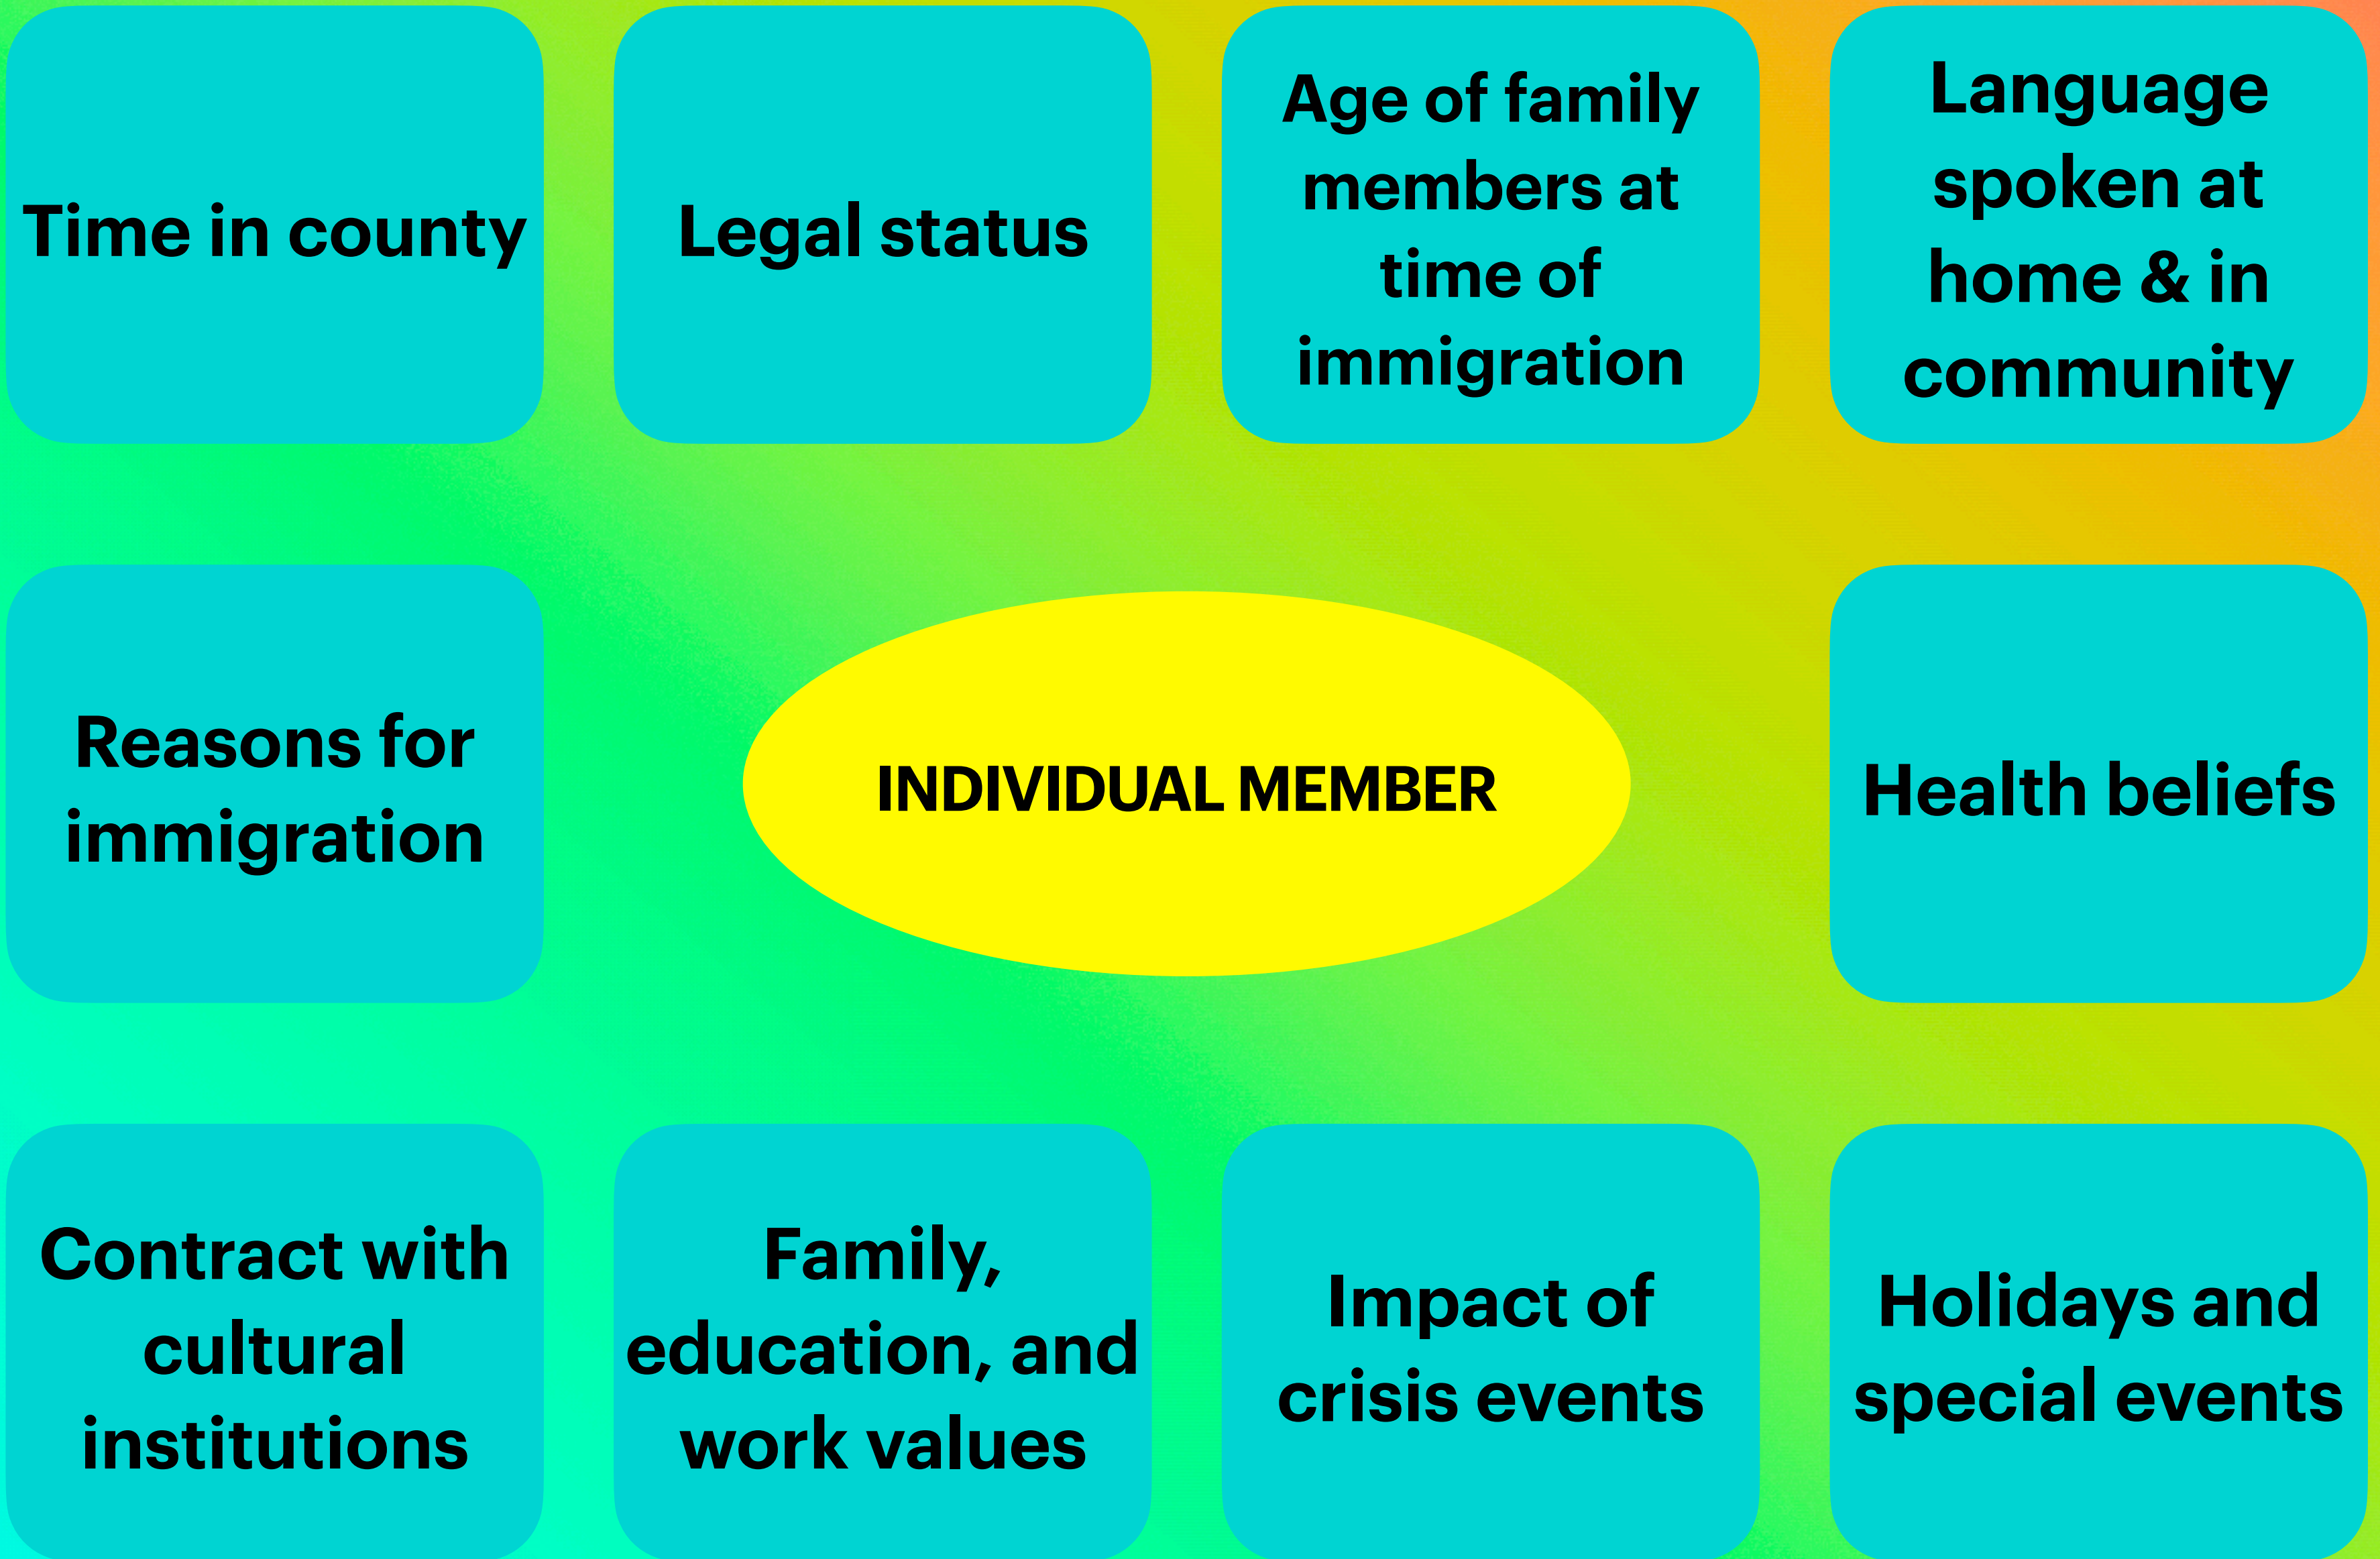 Time in county
Legal status
Age of family
members at
time of
immigration
Language
spoken at
home & in
community
Reasons for
immigration
INDIVIDUAL MEMBER
Health beliefs
Contract with
cultural
institutions
Family,
education, and
work values
Impact of
crisis events
Holidays and
special events